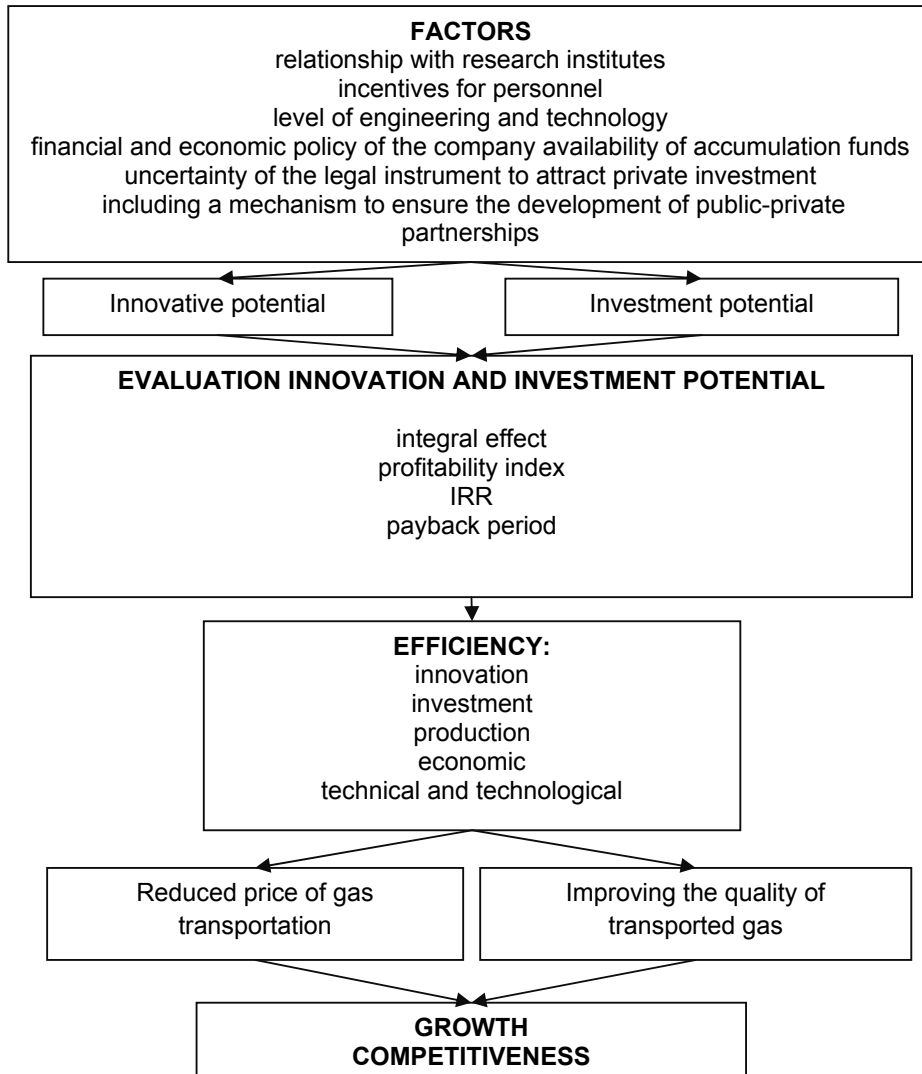 FACTORS
relationship with research institutes
incentives for personnel
level of engineering and technology
financial and economic policy of the company availability of accumulation funds
uncertainty of the legal instrument to attract private investment
including a mechanism to ensure the development of public-private
partnerships
Innovative potential
Investment potential
EVALUATION INNOVATION AND INVESTMENT POTENTIAL
integral effect
profitability index
IRR
payback period
EFFICIENCY:
innovation
investment
production
economic
technical and technological
Reduced price of gas
transportation
Improving the quality of
transported gas
GROWTH
COMPETITIVENESS